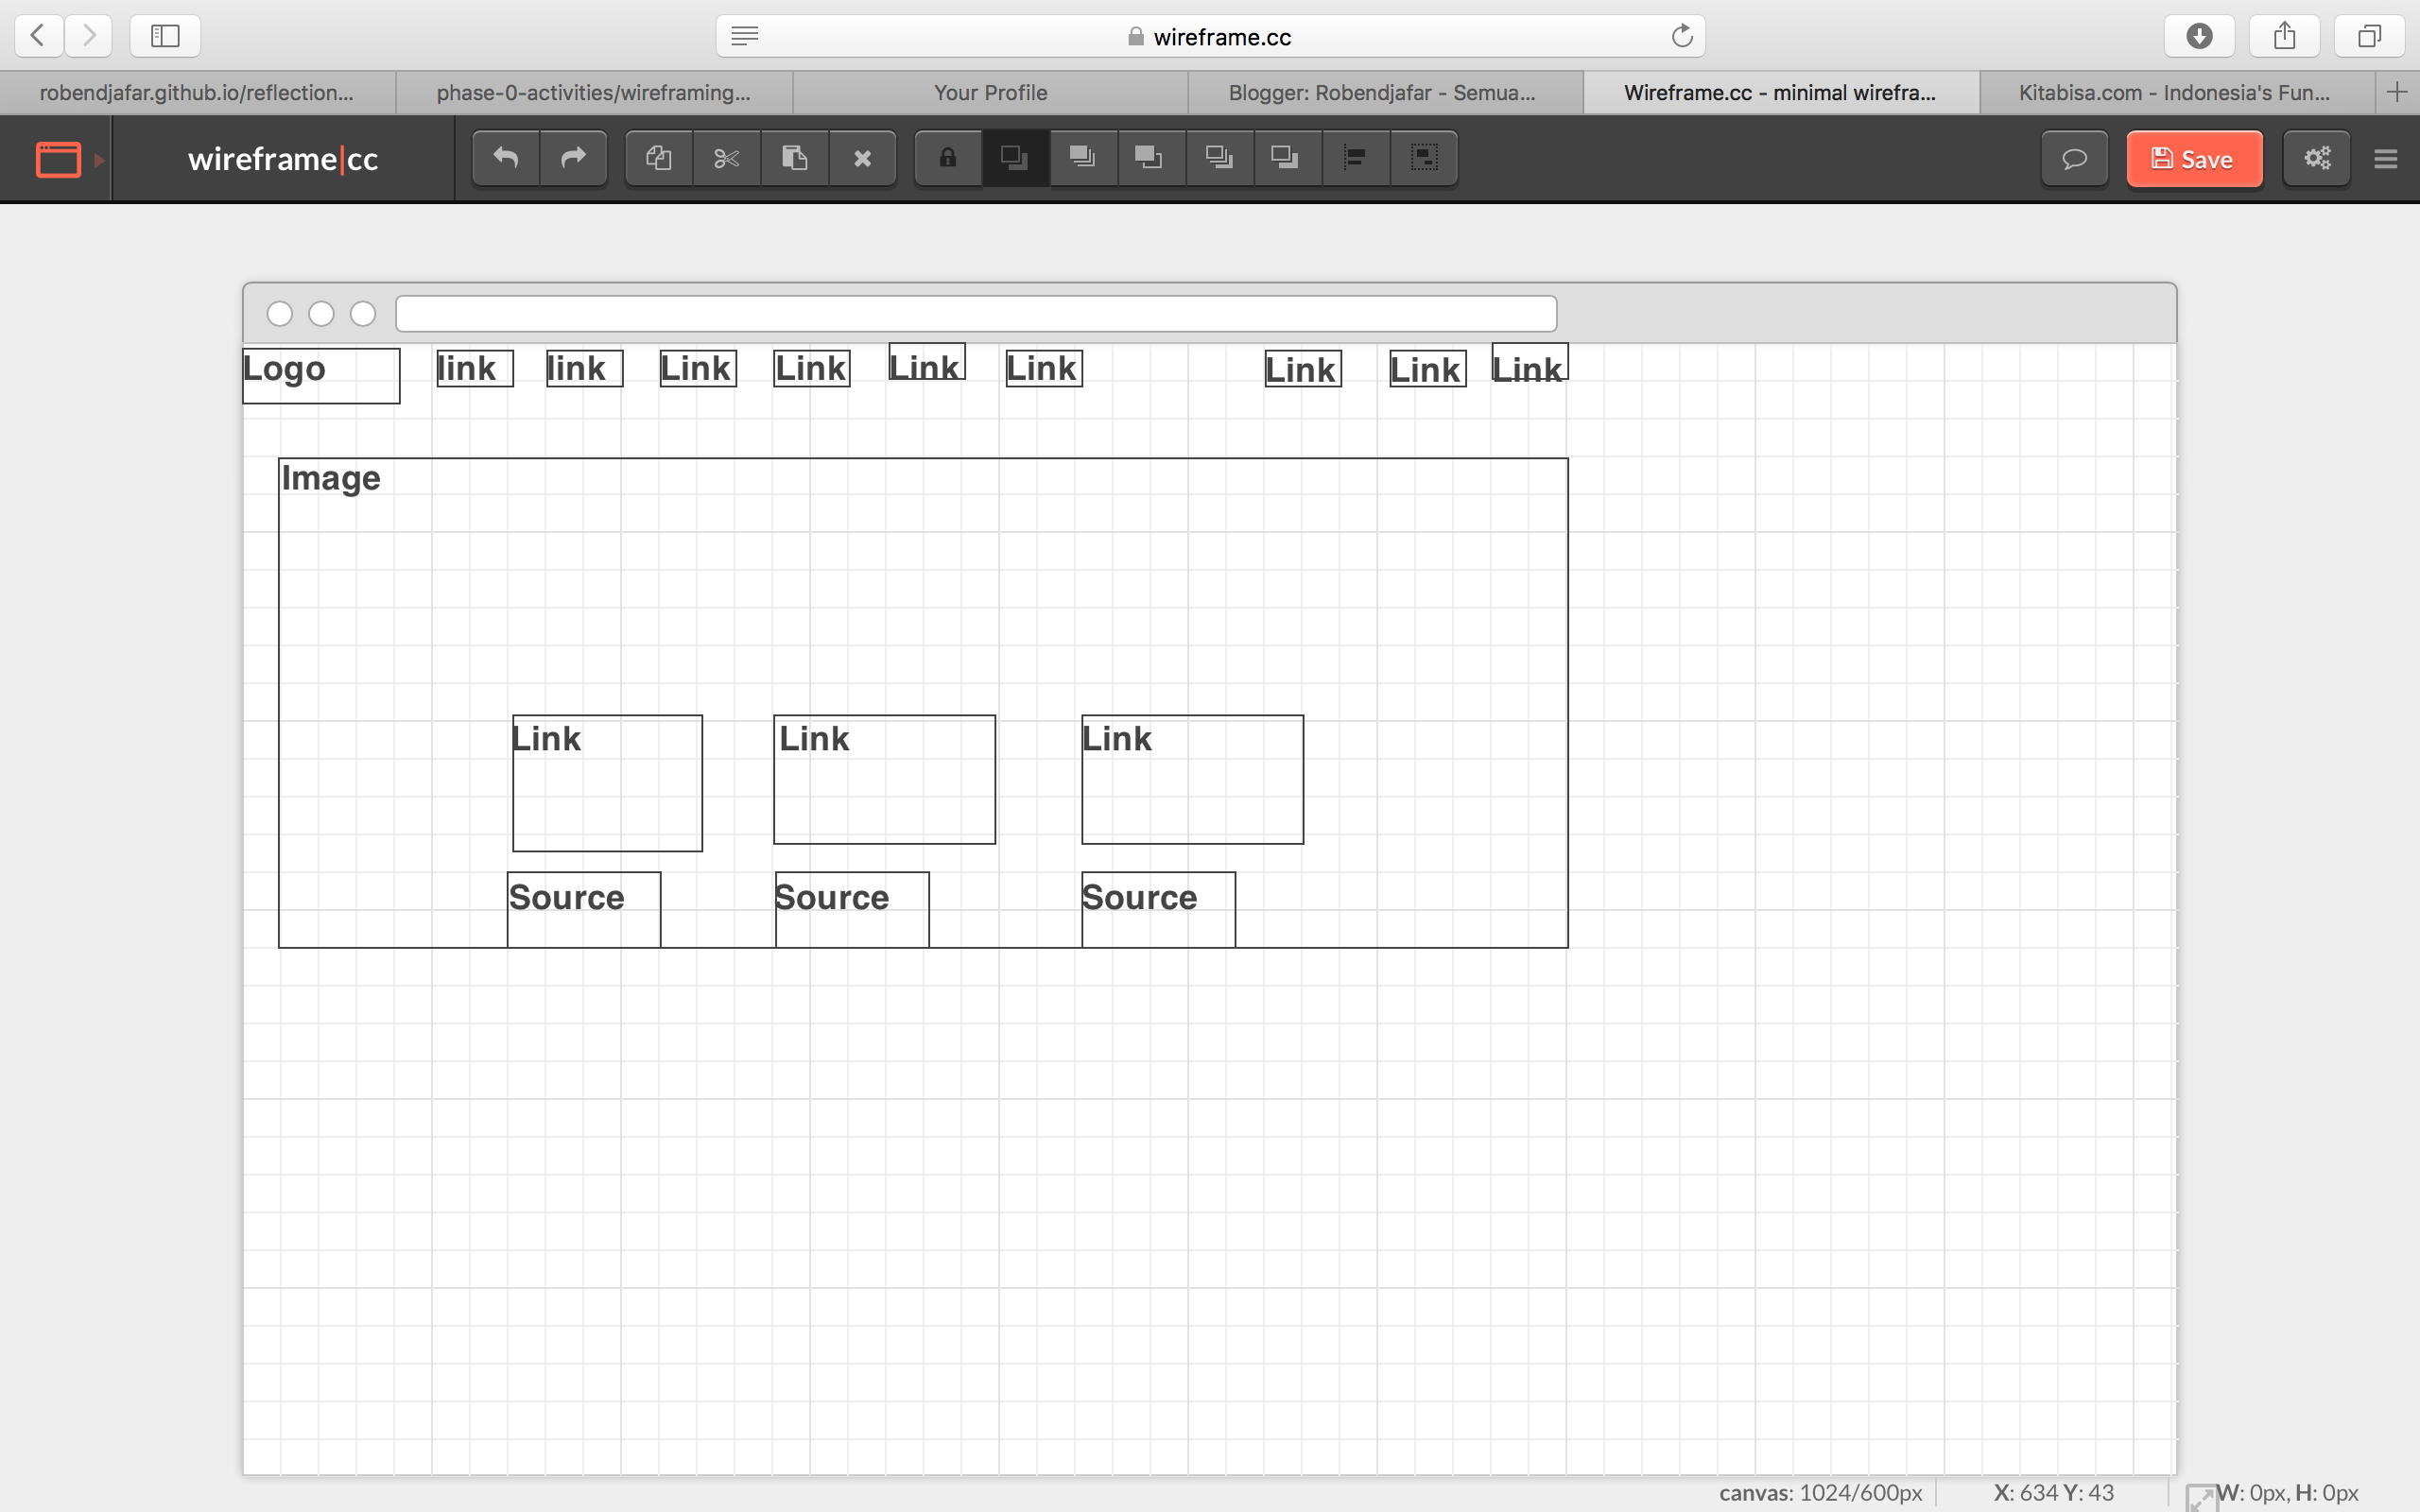 wireframe.cc
robendjafar.github.io/reflection...
phase-0-activities/wireframing...
Your Profile
Blogger: Robendjafar - Semua...
Wireframe.cc - minimal wirefra...
Kitabisa.com - Indonesia's Fun...
wireframe|cc
Save
Logo
link
link
Link
Link
Link
Link
Link
Link
Link
Image
Link
Link
Link
Source
Source
Source
canvas: 1024/600px
X: 634 Y: 43
W: 0px, H: 0px